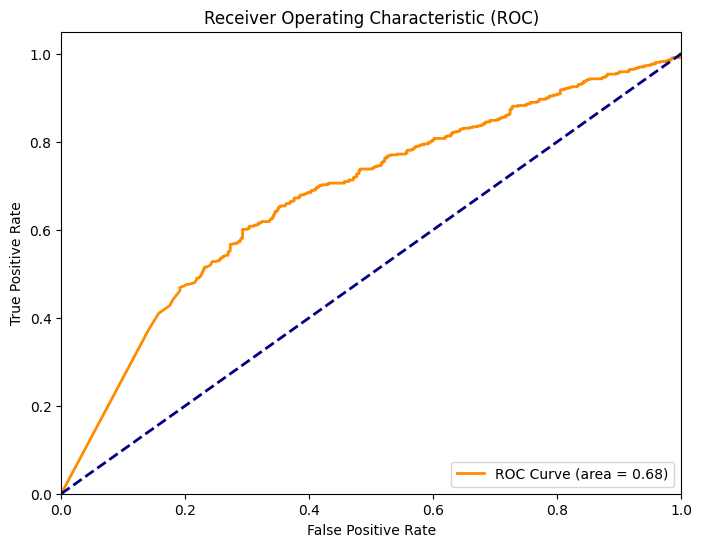 Receiver Operating Characteristic (ROC)
1.0
0.8
0.6
0.4
0.2
0.0
True Positive Rate
0.0 0.2 0.4 0.6 0.8 1.0
False Positive Rate
ROC Curve (area = 0.68)